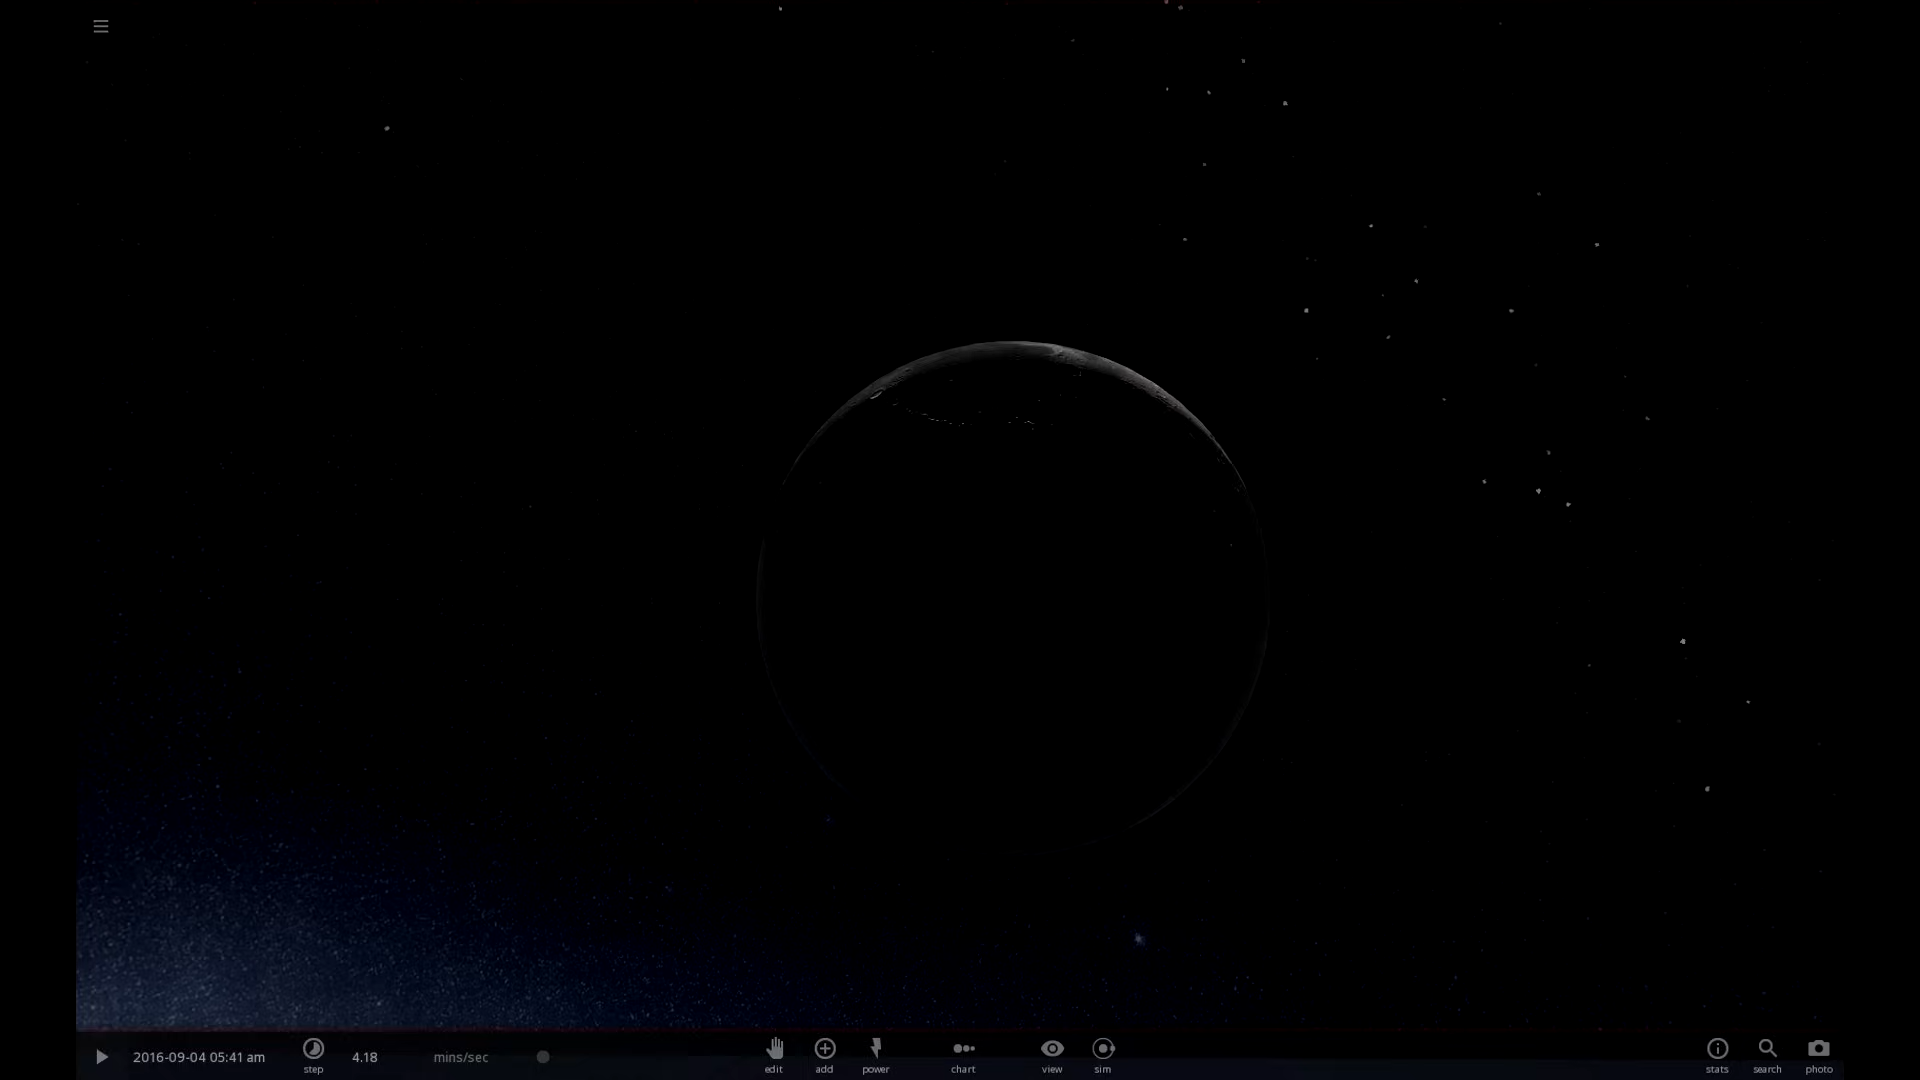 2016-09-04 05:41 am
step
4.18
mins/sec
edit
add
power
chart
view
sim
stats
search
photo